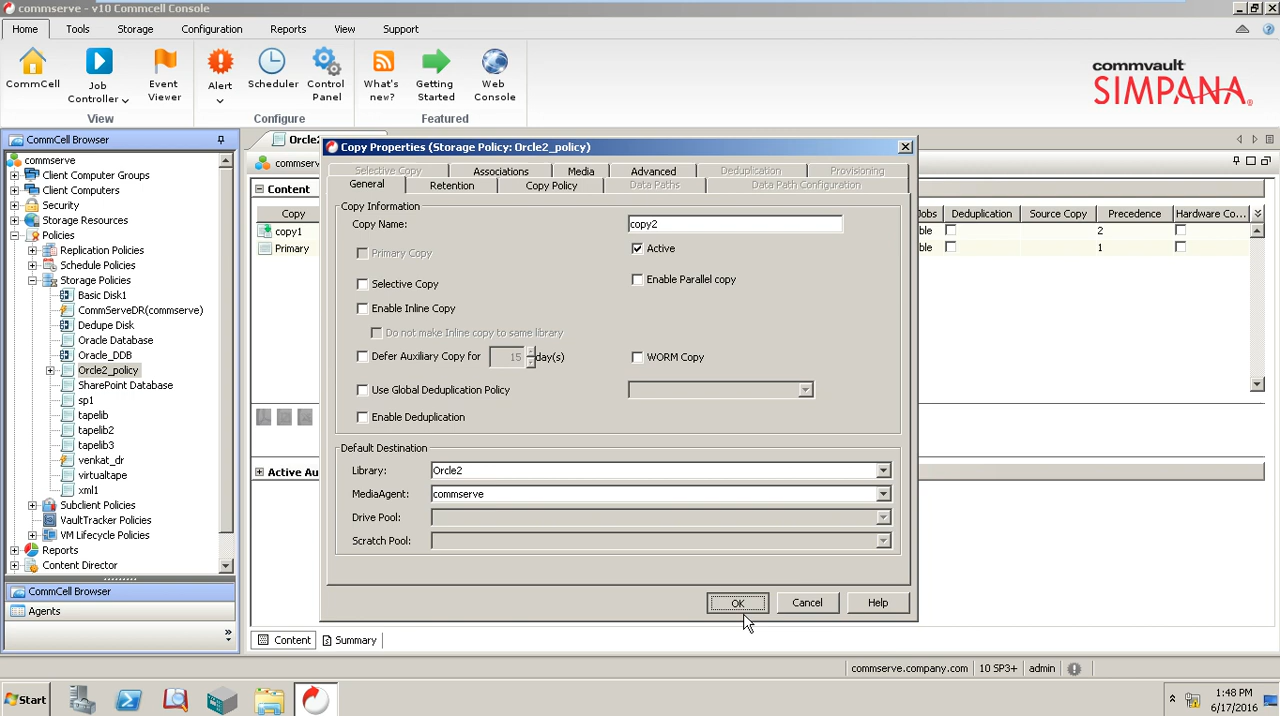 commserve - v10 Commcell Console
Home Tools Storage Configuration Reports View Support
CommCell Job Controller Event Viewer Alert Scheduler Control Panel What's new? Getting Started Web Console
View Configure Featured
commvault
SIMPANA
CommCell Browser
commserve
Client Computer Groups
Client Computers
Security
Storage Resources
Policies
Replication Policies
Schedule Policies
Storage Policies
Basic Disk1
CommServeDR(commserve)
Dedupe Disk
Oracle Database
Oracle_DDB
Orcle2_policy
SharePoint Database
sp1
tapelib
tapelib2
tapelib3
venkat_dr
virtualtape
xml1
Subclient Policies
VaultTracker Policies
VM Lifecycle Policies
Reports
Content Director
CommCell Browser
Agents
Orcle2
commserv
Content
Copy
copy1
Primary
Active Au
Jobs Deduplication Source Copy Precedence Hardware Co...
ble 2
ble 1
Copy Properties (Storage Policy: Orcle2_policy)
Selective Copy Associations Media Advanced Deduplication Provisioning
General Retention Copy Policy Data Paths Data Path Configuration
Copy Information
Copy Name: copy2
Primary Copy Active
Selective Copy Enable Parallel copy
Enable Inline Copy
Do not make Inline copy to same library
Defer Auxiliary Copy for 15 day(s) WORM Copy
Use Global Deduplication Policy
Enable Deduplication
Default Destination
Library: Orcle2
MediaAgent: commserve
Drive Pool:
Scratch Pool:
OK Cancel Help
Content Summary
commserve.company.com 10 SP3+ admin
Start
1:48 PM
6/17/2016